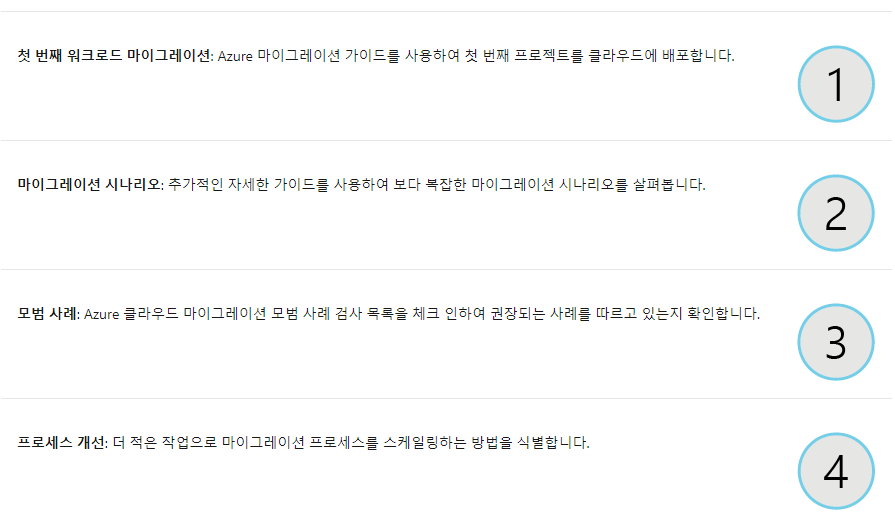 첫 번째 워크로드 마이그레이션: Azure 마이그레이션 가이드를 사용하여 첫 번째 프로젝트를 클라우드에 배포합니다.
1
마이그레이션 시나리오: 추가적인 자세한 가이드를 사용하여 보다 복잡한 마이그레이션 시나리오를 살펴봅니다.
2
모범 사례: Azure 클라우드 마이그레이션 모범 사례 검사 목록을 체크 인하여 권장되는 사례를 따르고 있는지 확인합니다.
3
프로세스 개선: 더 적은 작업으로 마이그레이션 프로세스를 스케일링하는 방법을 식별합니다.
4